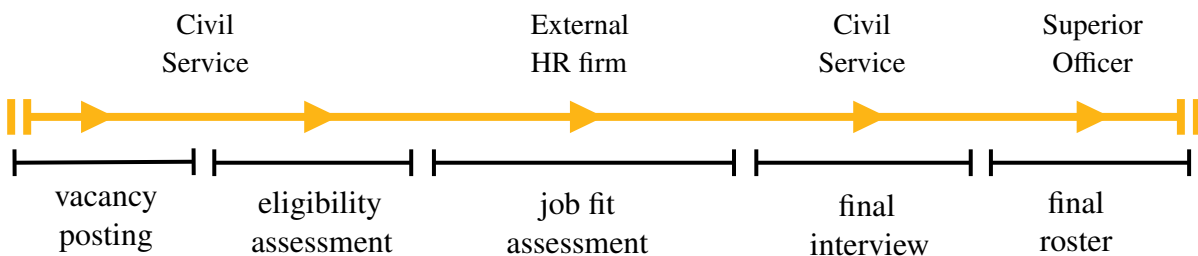 Civil
Service
External
HR firm
Civil
Service
Superior
Officer
vacancy
posting
eligibility
assessment
job fit
assessment
final
interview
final
roster